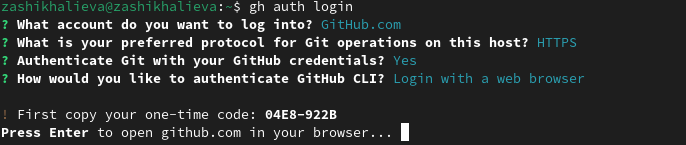 zashikhalieva@zashikhalieva:~$ gh auth login
? What account do you want to log into? GitHub.com
? What is your preferred protocol for Git operations on this host? HTTPS
? Authenticate Git with your GitHub credentials? Yes
? How would you like to authenticate GitHub CLI? Login with a web browser
! First copy your one-time code: 04E8-922B
Press Enter to open github.com in your browser...